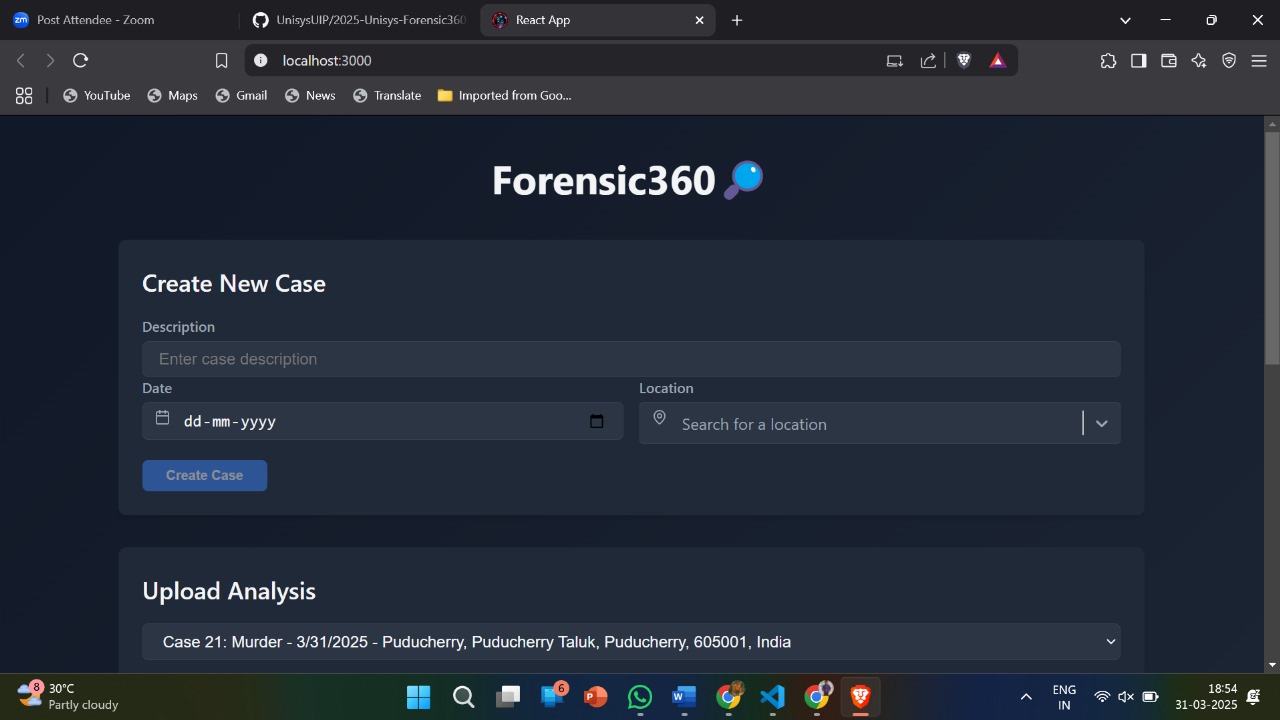 Post Attendee - Zoom
UnisysUIP/2025-Unisys-Forensic360
React App
localhost:3000
YouTube
Maps
Gmail
News
Translate
Imported from Goo...
Forensic360
Create New Case
Description
Enter case description
Date
Location
dd-mm-yyyy
Search for a location
Create Case
Upload Analysis
Case 21: Murder - 3/31/2025 - Puducherry, Puducherry Taluk, Puducherry, 605001, India
8
30°C
Partly cloudy
6
ENG
IN
18:54
31-03-2025